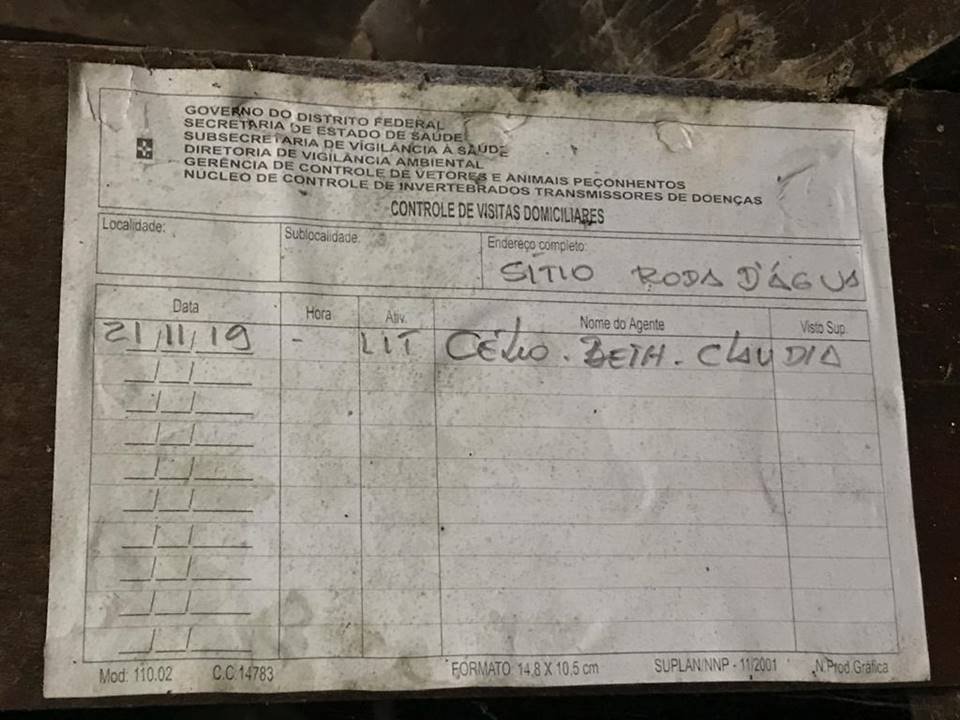 GOVERNO DO DISTRITO FEDERAL
SECRETARIA DE ESTADO DE SAÚDE
SUBSECRETARIA DE VIGILÂNCIA À SAÚDE
DIRETORIA DE VIGILÂNCIA AMBIENTAL
GERÊNCIA DE CONTROLE DE VETORES E ANIMAIS PEÇONHENTOS
NÚCLEO DE CONTROLE DE INVERTEBRADOS TRANSMISSORES DE DOENÇAS
CONTROLE DE VISITAS DOMICILIARES
Localidade: Sublocalidade: Endereço completo:
SÍTIO RODA D'ÁGUA
Data Hora Ativ. Nome do Agente Visto Sup.
21/11/19 - LIT CÉLIO. BETH. CLAUDIA
Mod: 110.02 C.C.14783 FORMATO 14,8 X 10,5 cm SUPLAN/NNP - 11/2001 N.Prod.Gráfica